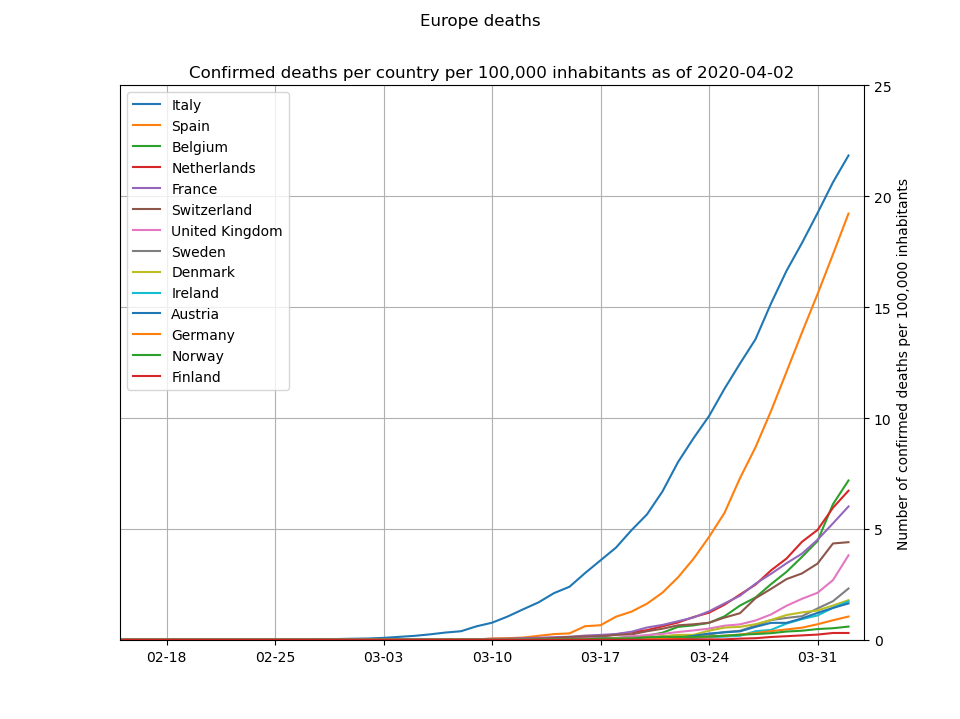 Europe deaths
Confirmed deaths per country per 100,000 inhabitants as of 2020-04-02
Italy
Spain
Belgium
Netherlands
France
Switzerland
United Kingdom
Sweden
Denmark
Ireland
Austria
Germany
Norway
Finland
25
20
15
10
5
0
Number of confirmed deaths per 100,000 inhabitants
02-18 02-25 03-03 03-10 03-17 03-24 03-31